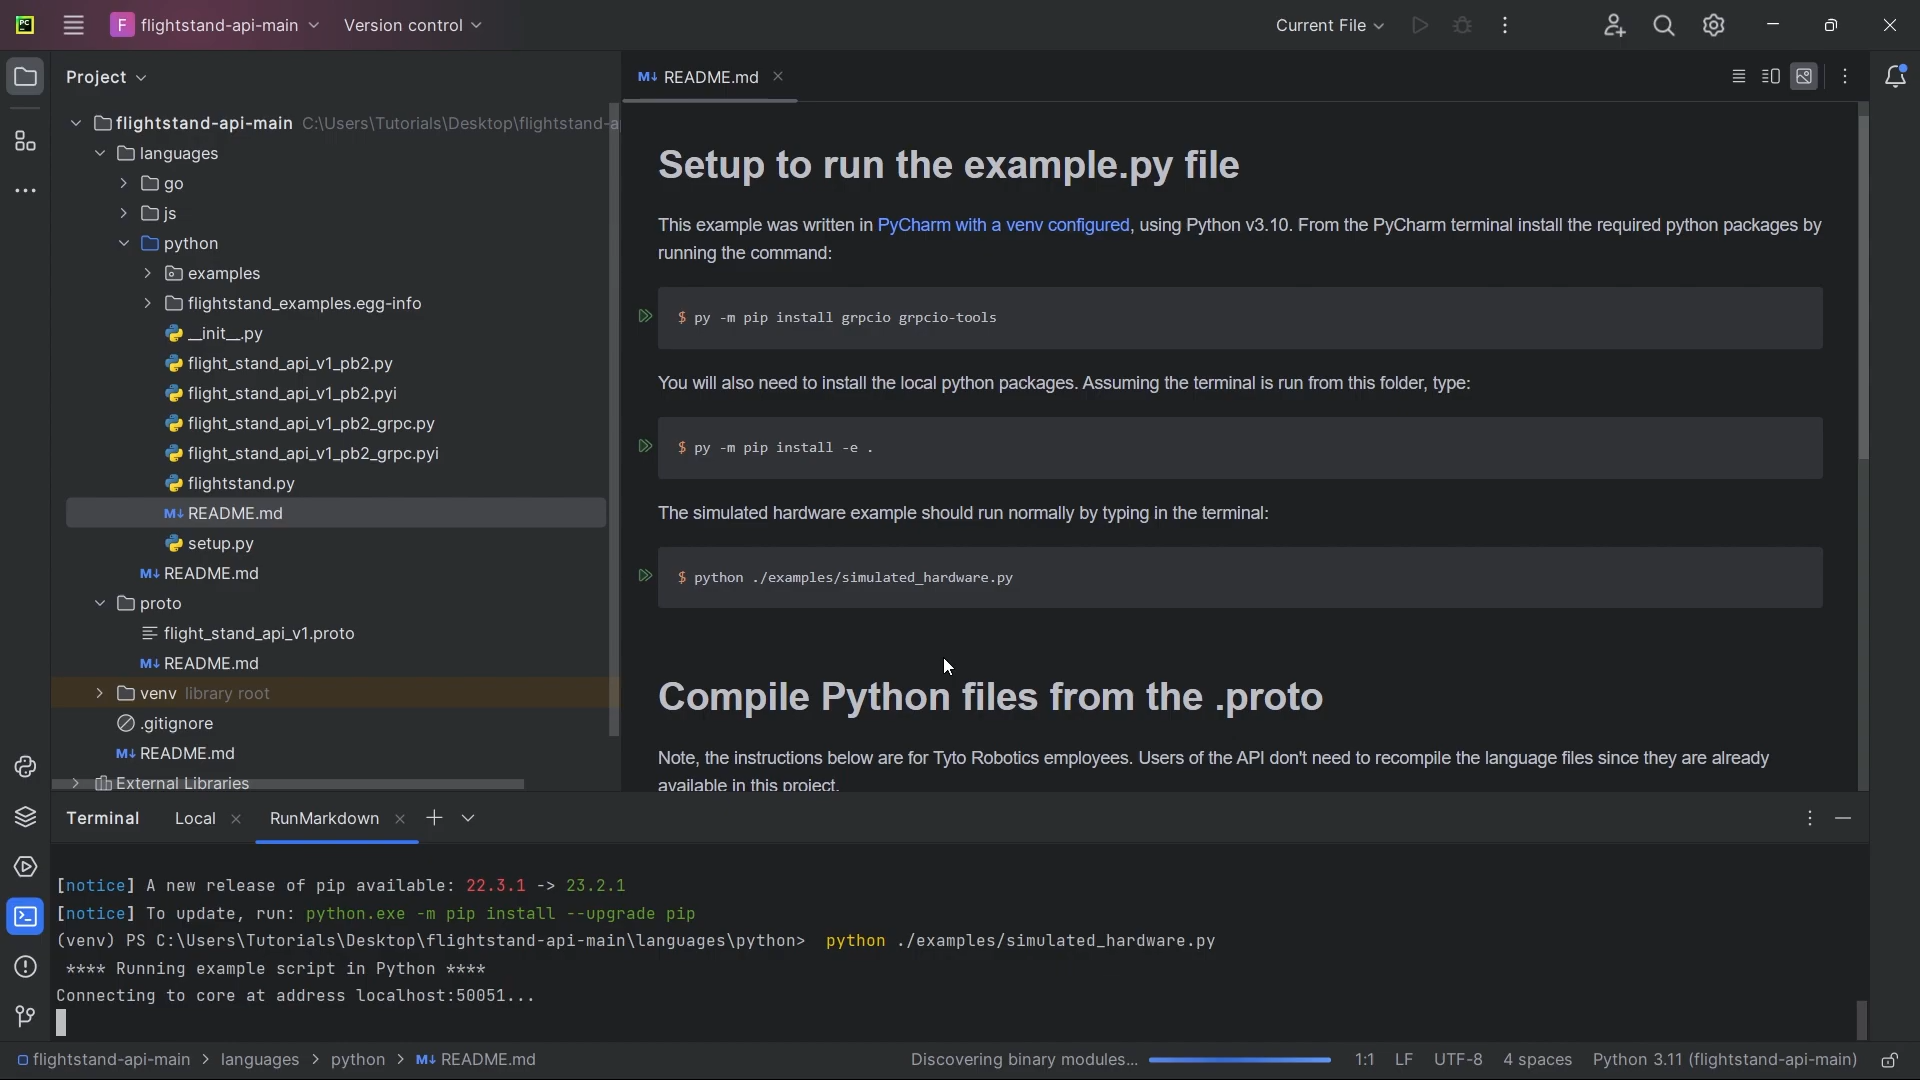 PC
F flightstand-api-main
Version control
Current File
Project
M↓ README.md
flightstand-api-main C:\Users\Tutorials\Desktop\flightstand-a
languages
go
js
python
examples
flightstand_examples.egg-info
__init__.py
flight_stand_api_v1_pb2.py
flight_stand_api_v1_pb2.pyi
flight_stand_api_v1_pb2_grpc.py
flight_stand_api_v1_pb2_grpc.pyi
flightstand.py
M↓ README.md
setup.py
M↓ README.md
proto
flight_stand_api_v1.proto
M↓ README.md
venv library root
.gitignore
M↓ README.md
External Libraries
Setup to run the example.py file
This example was written in PyCharm with a venv configured, using Python v3.10. From the PyCharm terminal install the required python packages by
running the command:
$ py -m pip install grpcio grpcio-tools
You will also need to install the local python packages. Assuming the terminal is run from this folder, type:
$ py -m pip install -e .
The simulated hardware example should run normally by typing in the terminal:
$ python ./examples/simulated_hardware.py
Compile Python files from the .proto
Note, the instructions below are for Tyto Robotics employees. Users of the API don't need to recompile the language files since they are already
available in this project.
Terminal
Local
RunMarkdown
[notice] A new release of pip available: 22.3.1 -> 23.2.1
[notice] To update, run: python.exe -m pip install --upgrade pip
(venv) PS C:\Users\Tutorials\Desktop\flightstand-api-main\languages\python> python ./examples/simulated_hardware.py
**** Running example script in Python ****
Connecting to core at address localhost:50051...
flightstand-api-main > languages > python > M↓ README.md
Discovering binary modules...
1:1
LF
UTF-8
4 spaces
Python 3.11 (flightstand-api-main)